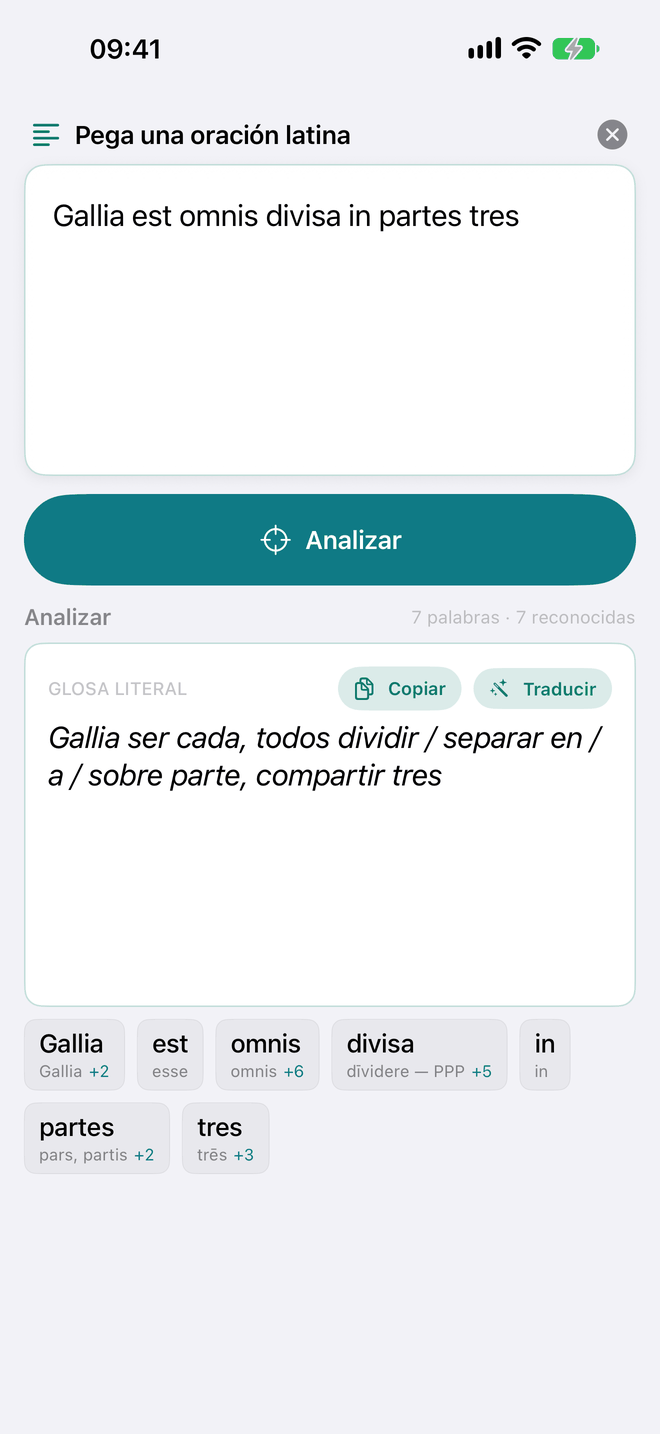 09:41
Pega una oración latina
Gallia est omnis divisa in partes tres
Analizar
Analizar
7 palabras · 7 reconocidas
GLOSA LITERAL
Copiar
Traducir
Gallia ser cada, todos dividir / separar en /
a / sobre parte, compartir tres
Gallia est omnis divisa in
Gallia +2 esse omnis +6 dīvidere — PPP +5 in
partes tres
pars, partis +2 trēs +3